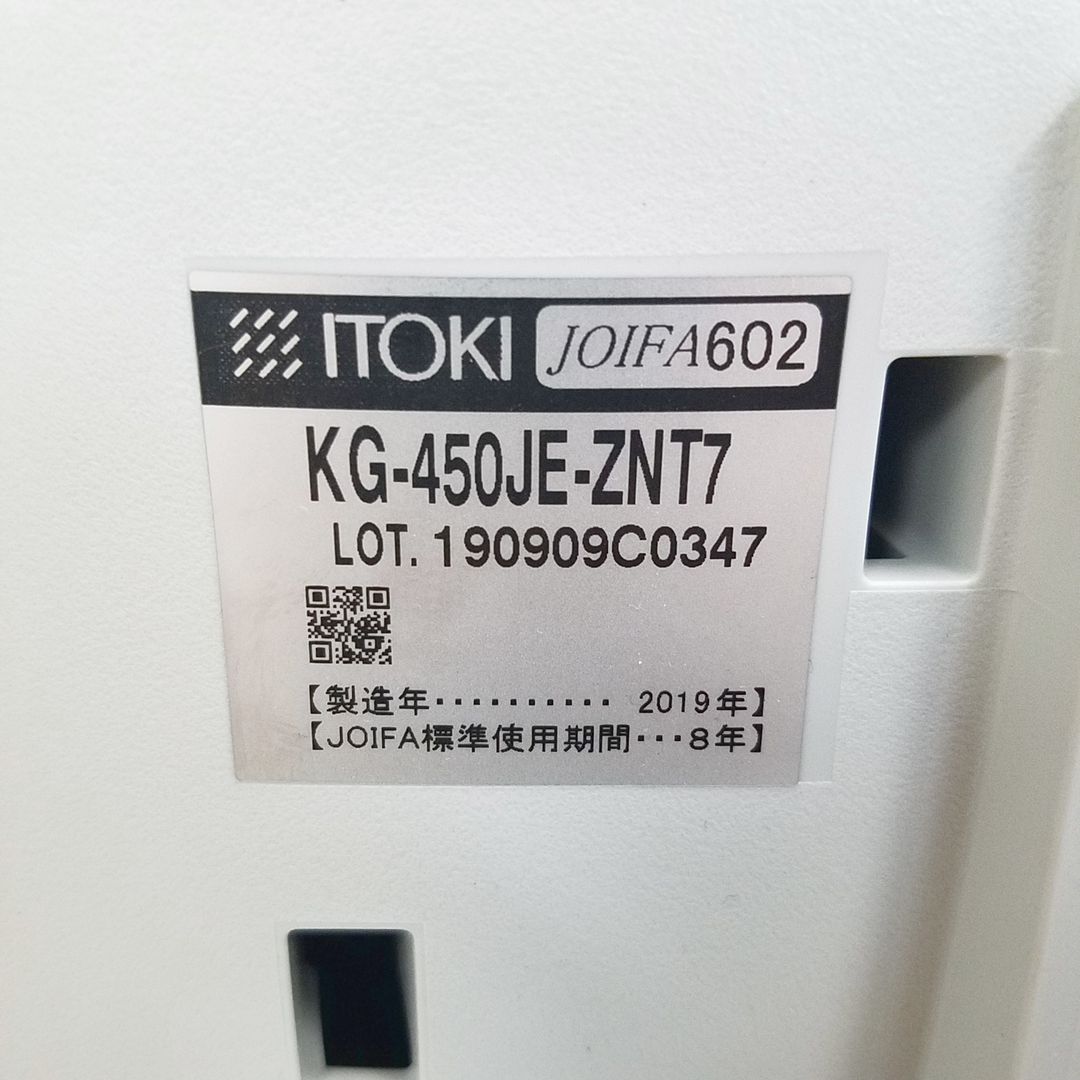 ITOKI JOIFA602
KG-450JE-ZNT7
LOT. 190909C0347
【製造年・・・・・・・・・・ 2019年】
【JOIFA標準使用期間・・・8年】